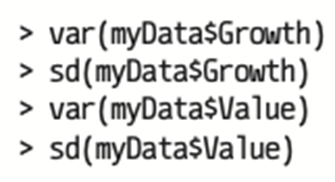 > var(myData$Growth)
> sd(myData$Growth)
> var(myData$Value)
> sd(myData$Value)